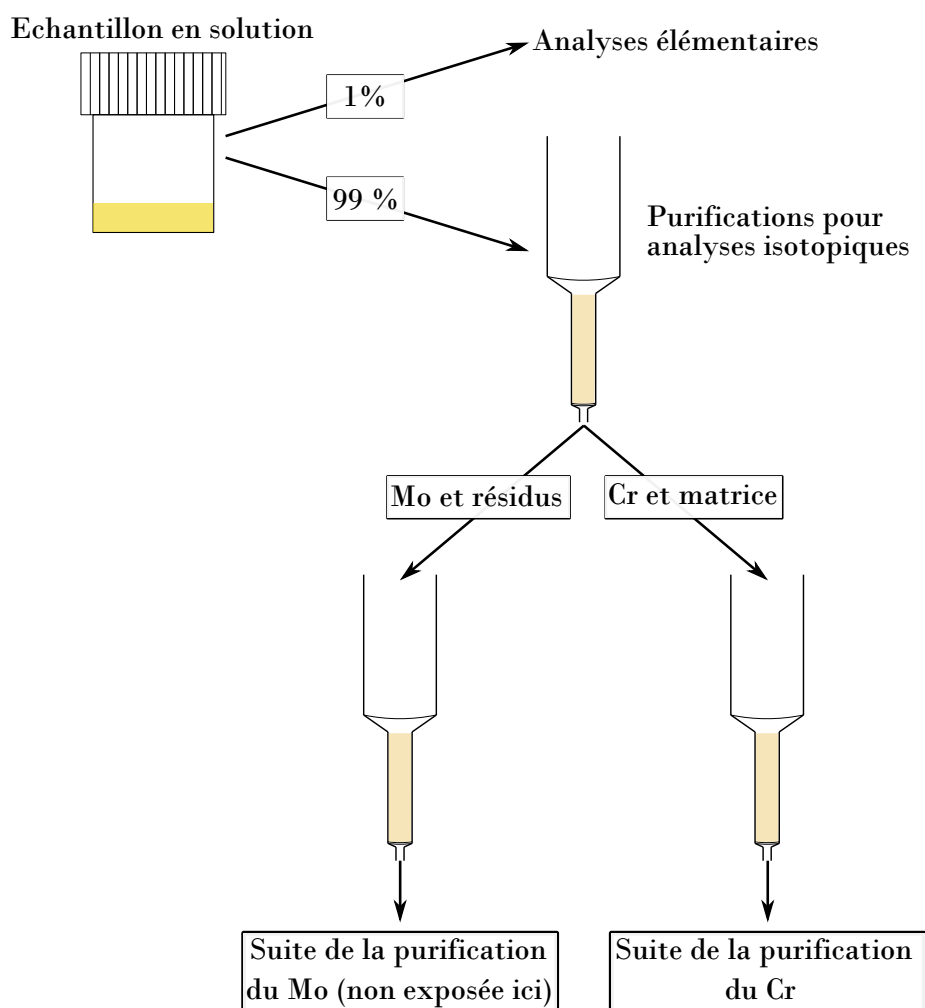 Echantillon en solution
Analyses élémentaires
1%
99 %
Purifications pour
analyses isotopiques
Mo et résidus
Cr et matrice
Suite de la purification
du Mo (non exposée ici)
Suite de la purification
du Cr